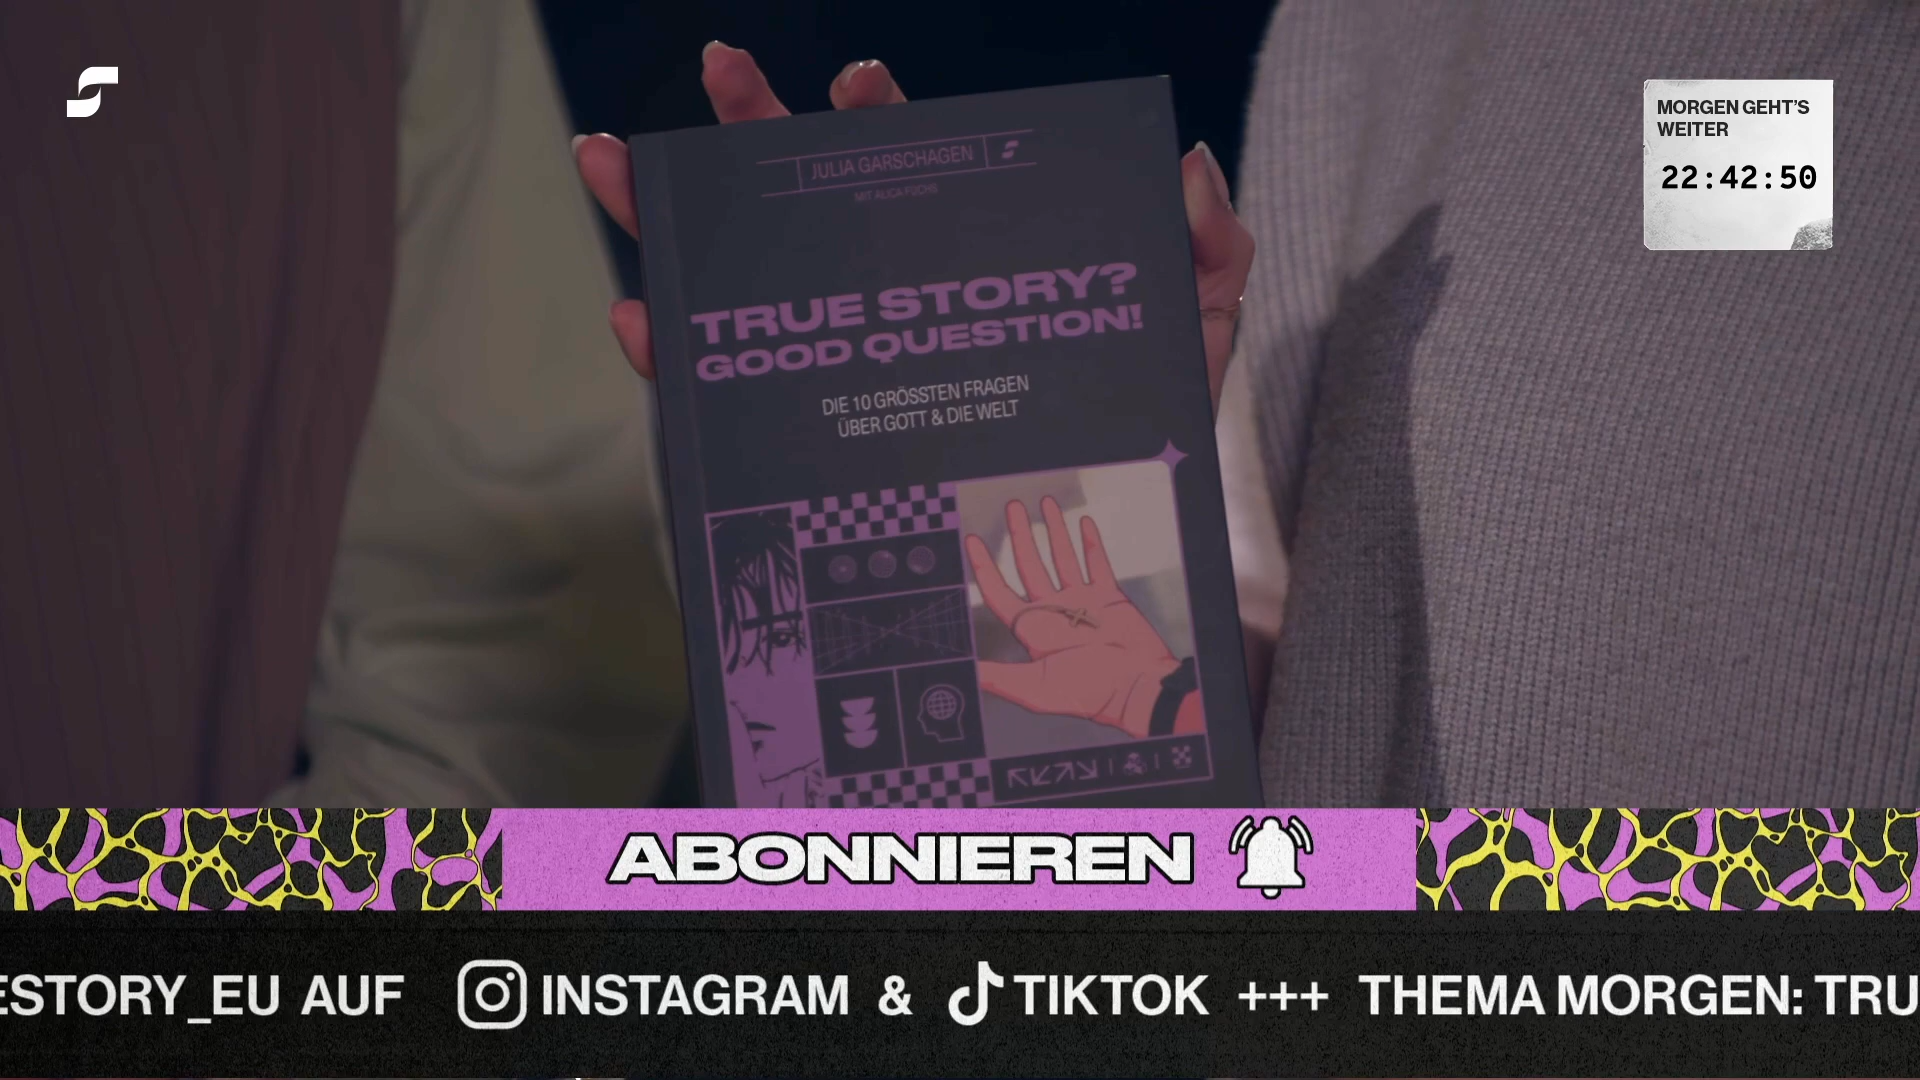 MORGEN GEHT'S
WEITER
22:42:50
JULIA GARSCHAGEN
MIT ALICA FUCHS
TRUE STORY?
GOOD QUESTION!
DIE 10 GRÖSSTEN FRAGEN
ÜBER GOTT & DIE WELT
ABONNIEREN
ESTORY_EU AUF INSTAGRAM & TIKTOK +++ THEMA MORGEN: TRU